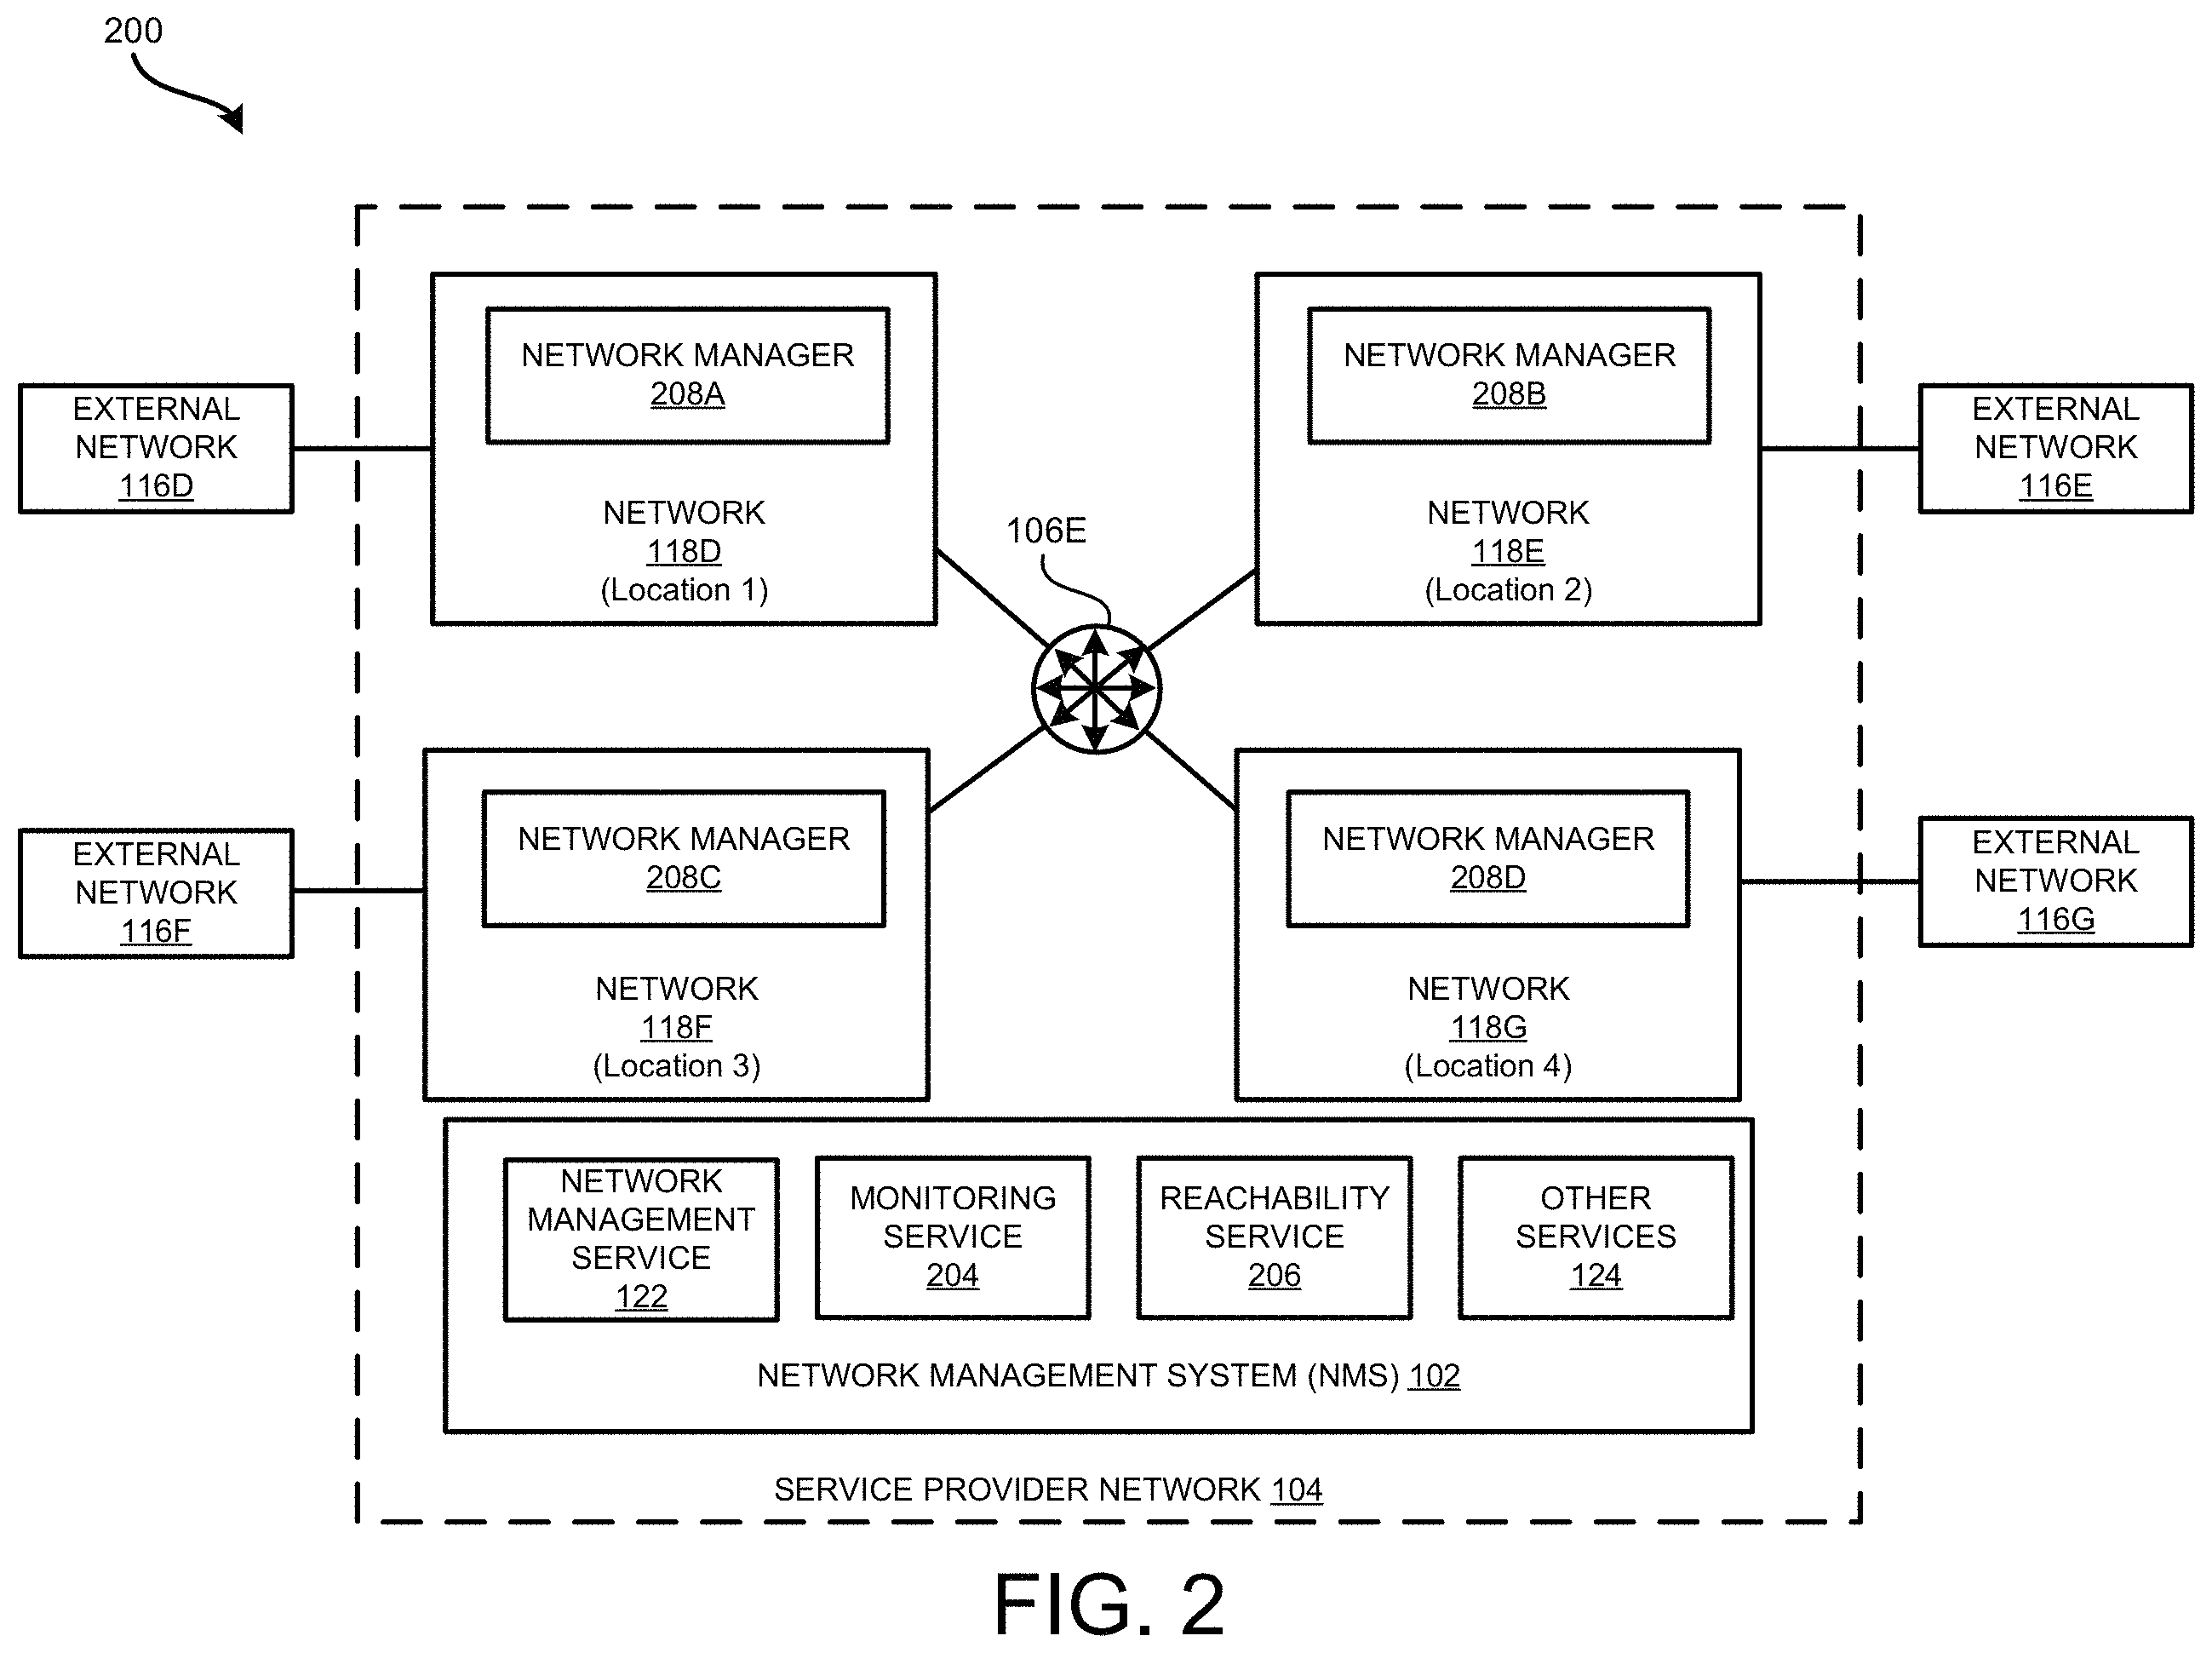 200
NETWORK MANAGER
208A
NETWORK
118D
(Location 1)
NETWORK MANAGER
208B
NETWORK
118E
(Location 2)
EXTERNAL
NETWORK
116D
EXTERNAL
NETWORK
116E
106E
NETWORK MANAGER
208C
NETWORK
118F
(Location 3)
NETWORK MANAGER
208D
NETWORK
118G
(Location 4)
EXTERNAL
NETWORK
116F
EXTERNAL
NETWORK
116G
NETWORK
MANAGEMENT
SERVICE
122
MONITORING
SERVICE
204
REACHABILITY
SERVICE
206
OTHER
SERVICES
124
NETWORK MANAGEMENT SYSTEM (NMS) 102
SERVICE PROVIDER NETWORK 104
FIG. 2